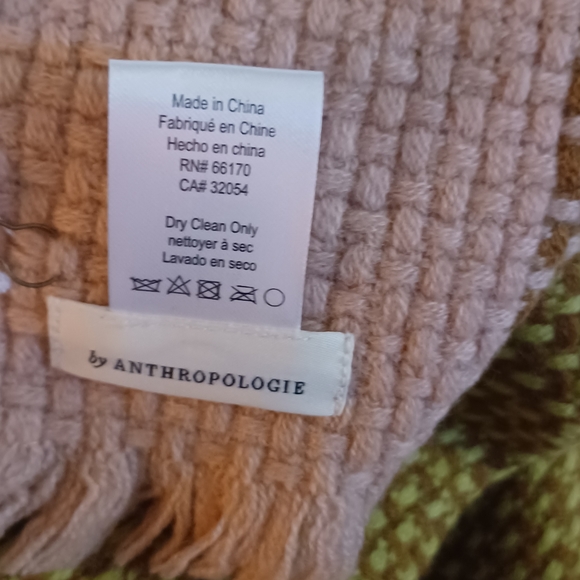 Made in China
Fabriqué en Chine
Hecho en china
RN# 66170
CA# 32054
Dry Clean Only
nettoyer à sec
Lavado en seco
by ANTHROPOLOGIE